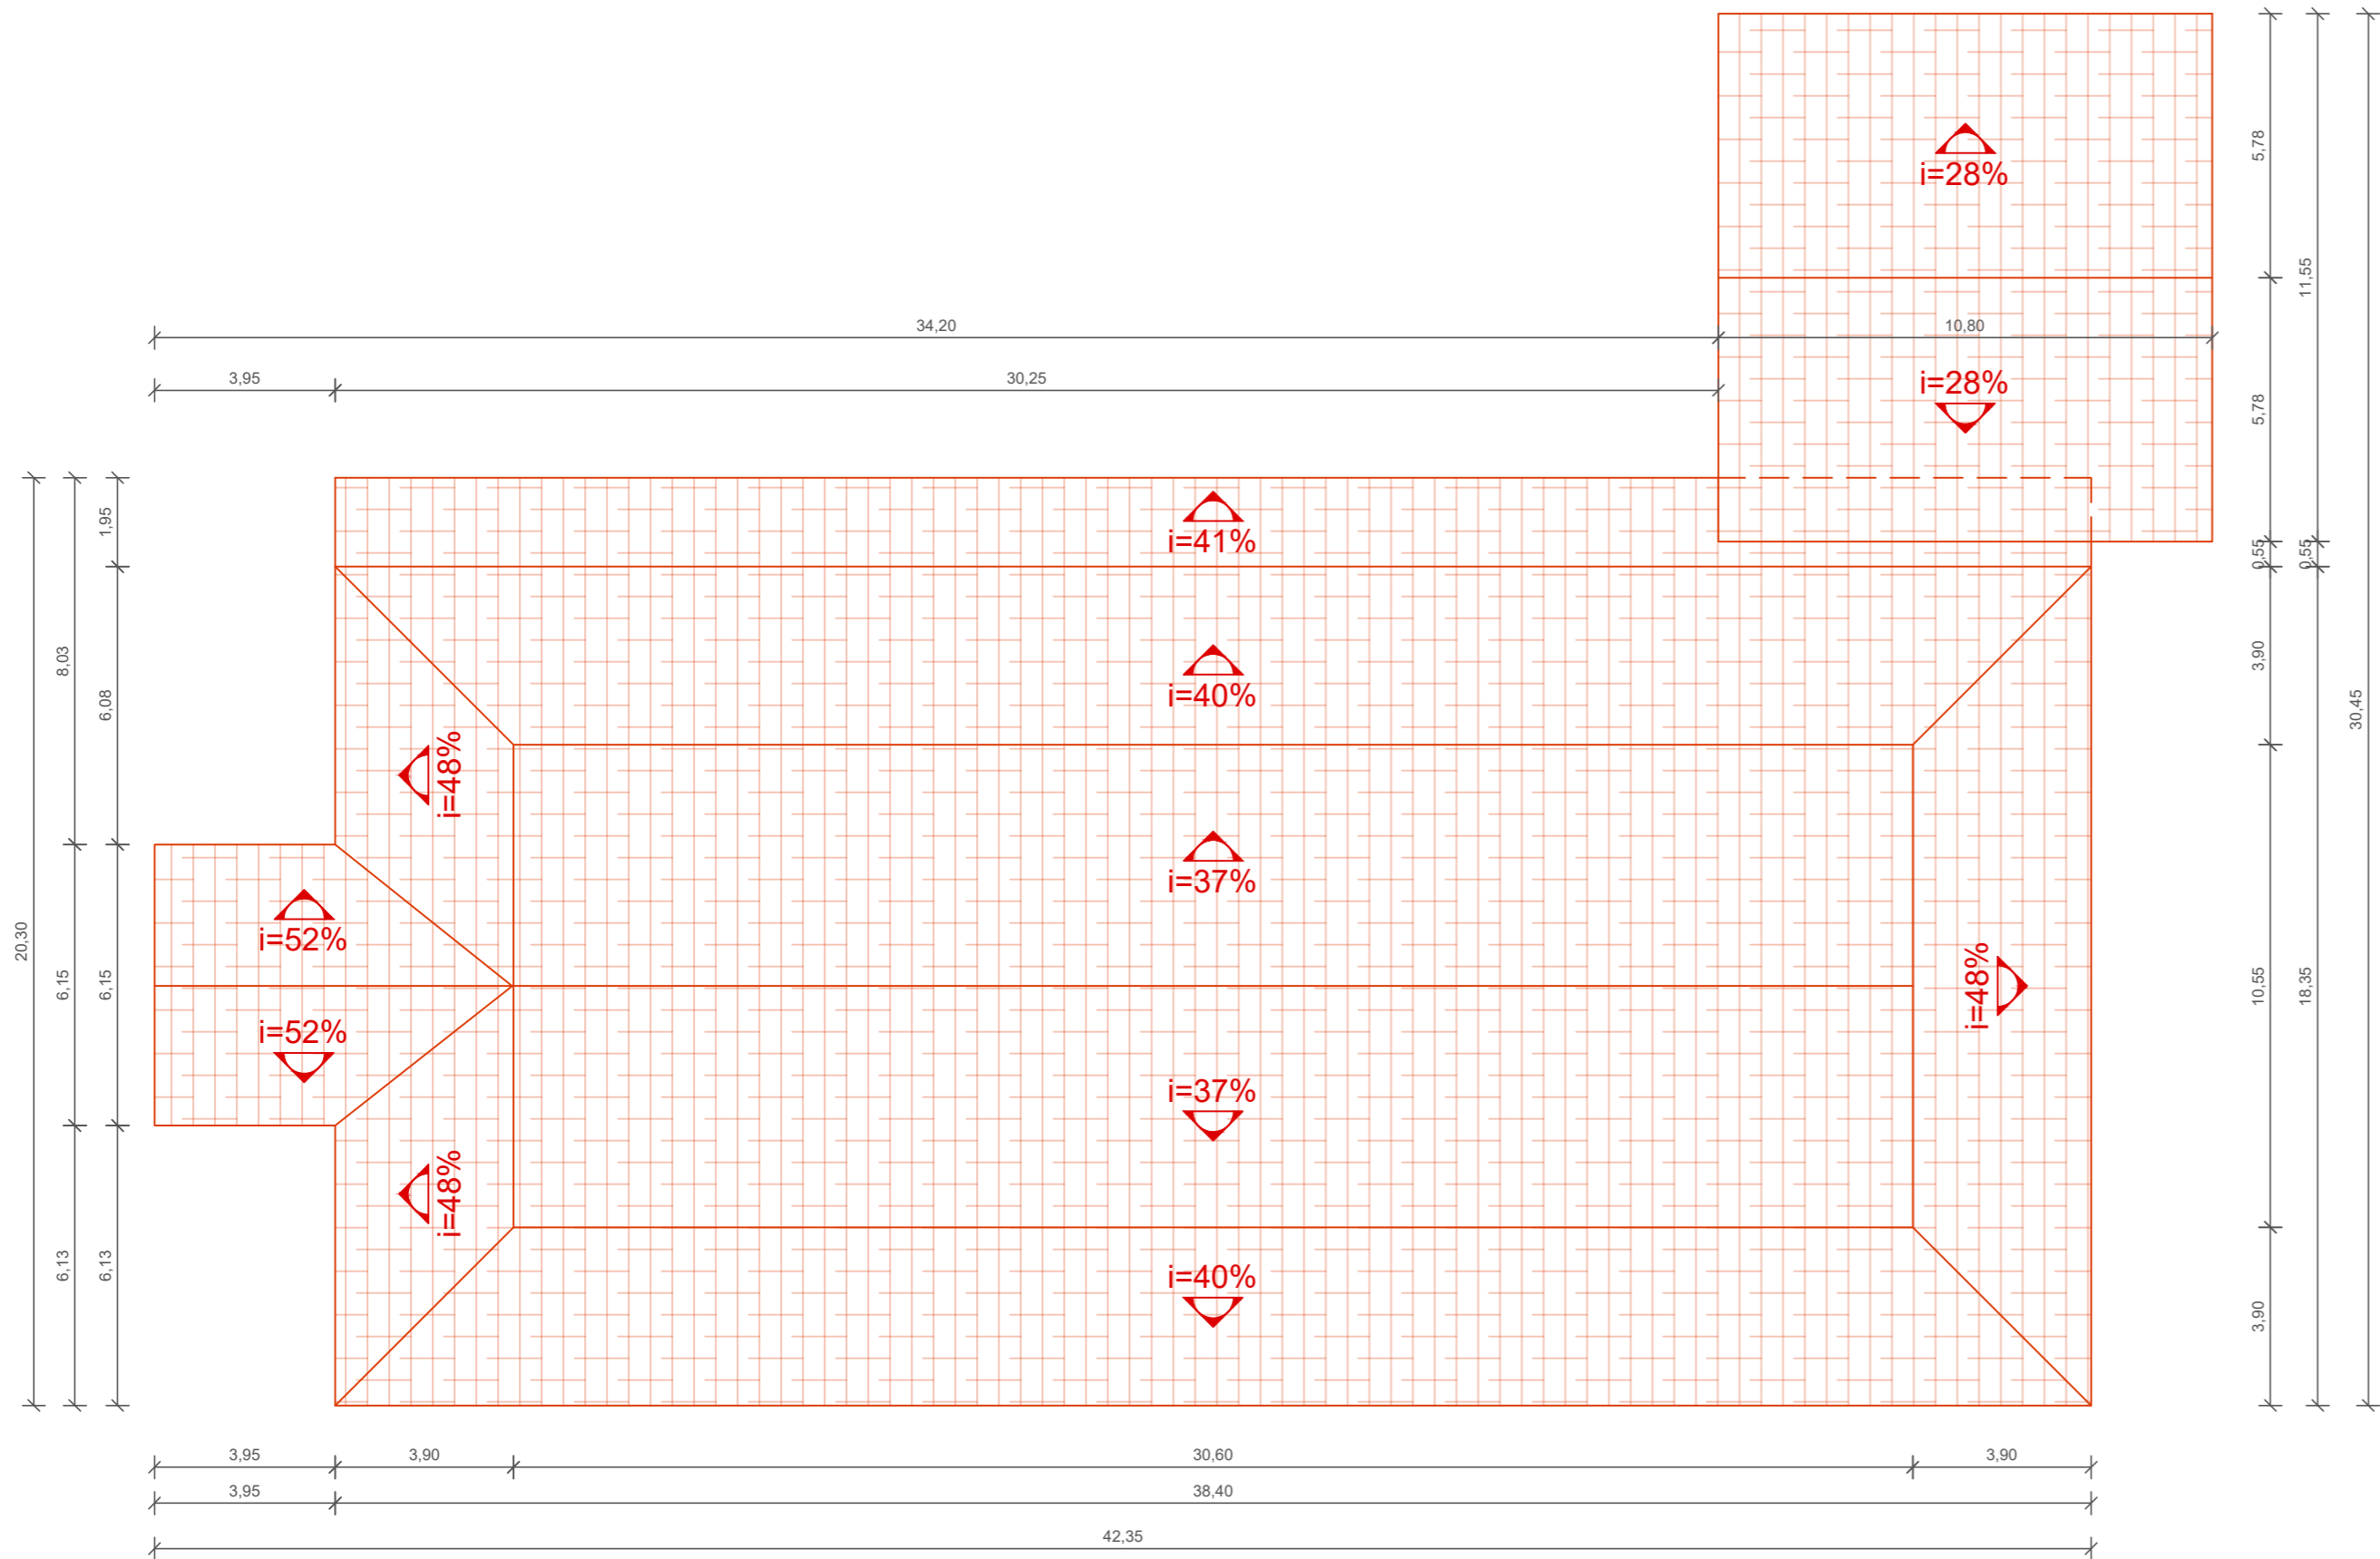 5,78
11,55
i=28%
34,20
10,80
30,45
3,95
30,25
i=28%
5,78
1,95
i=41%
0,55
0,55
8,03
6,08
3,90
i=40%
i=48%
i=37%
i=52%
20,30
6,15
6,15
i=48%
10,55
18,35
i=52%
i=37%
i=48%
6,13
6,13
i=40%
3,90
3,95
3,90
30,60
3,90
3,95
38,40
42,35